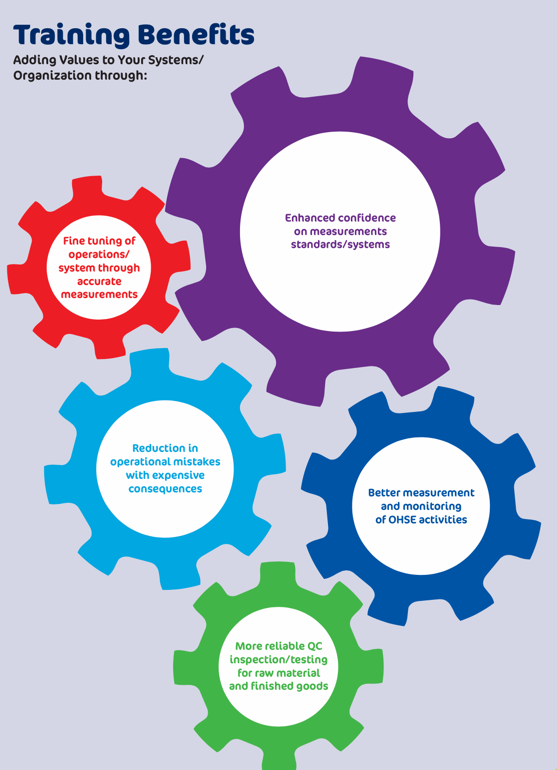 Training Benefits
Adding Values to Your Systems/
Organization through:
Enhanced confidence
on measurements
standards/systems
Fine tuning of
operations/
system through
accurate
measurements
Reduction in
operational mistakes
with expensive
consequences
Better measurement
and monitoring
of OHSE activities
More reliable QC
inspection/testing
for raw material
and finished goods